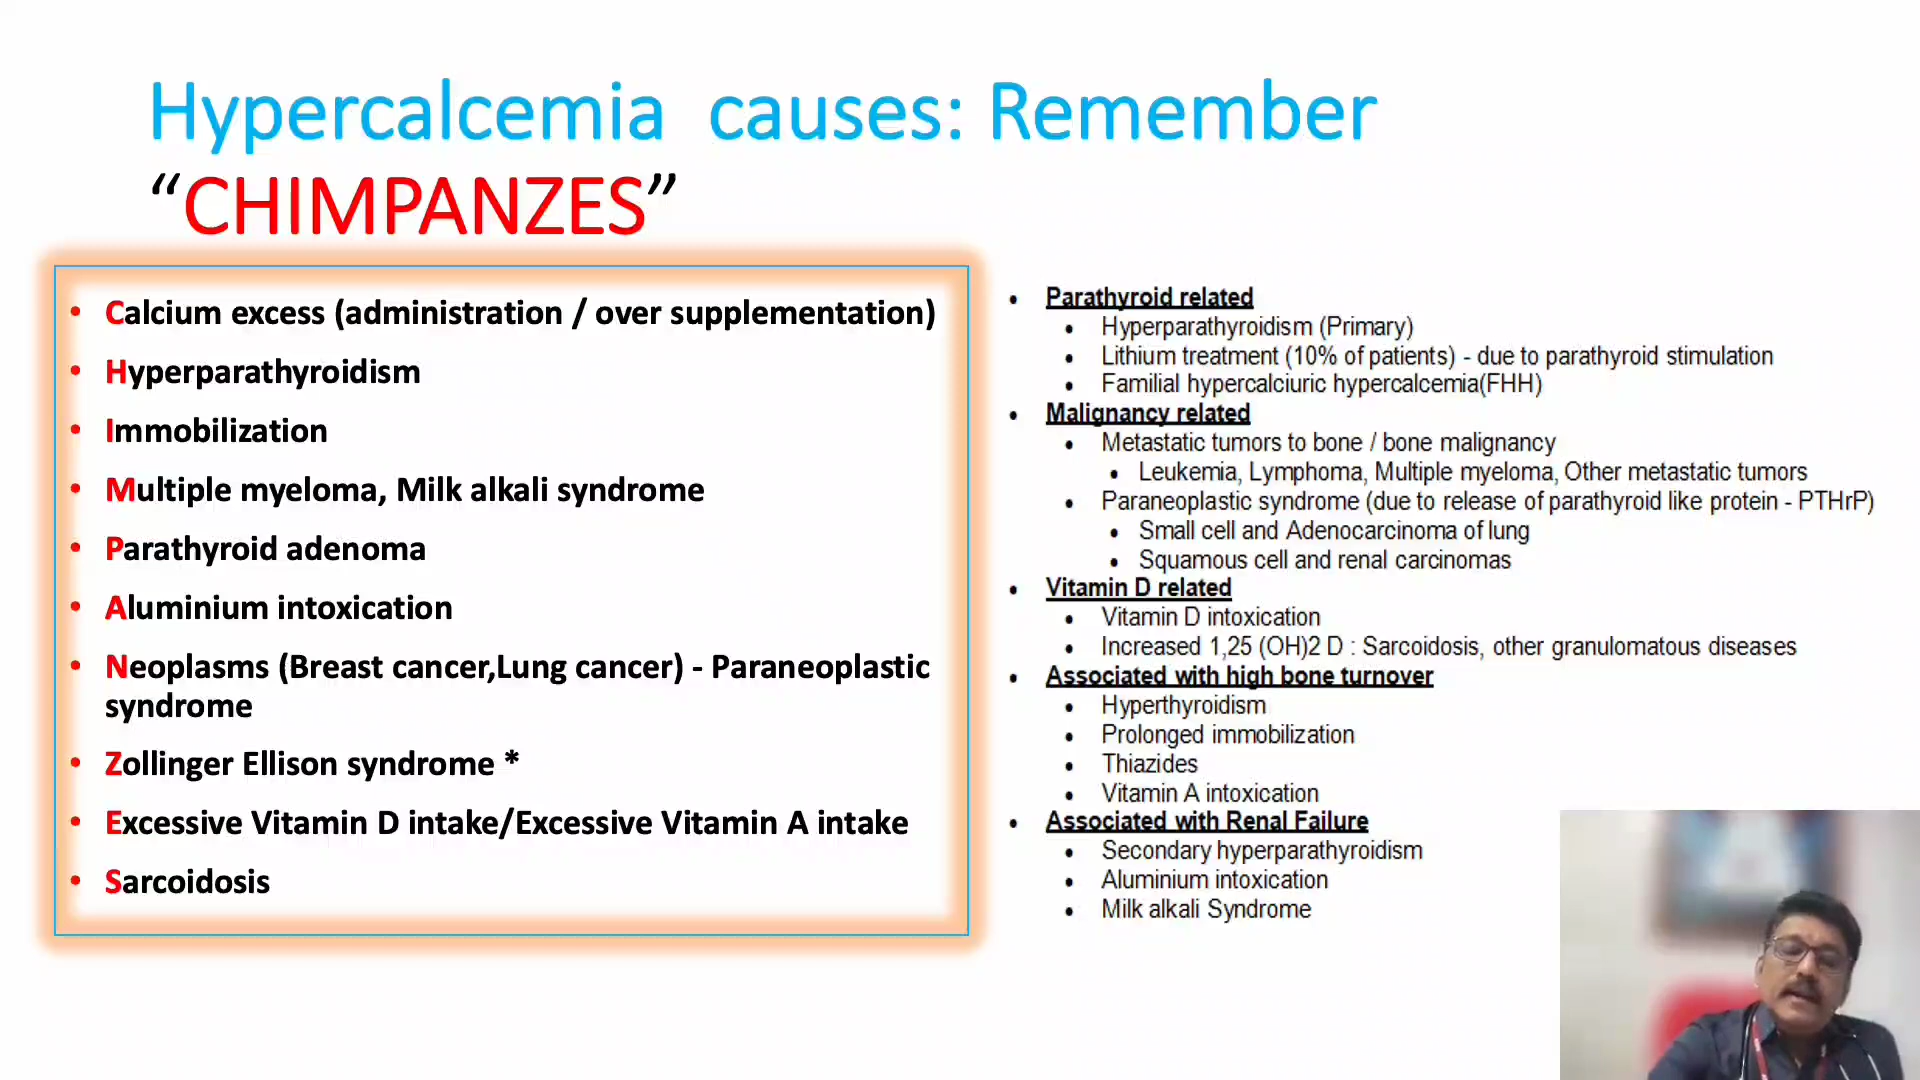 Hypercalcemia causes: Remember
“CHIMPANZES”
• Calcium excess (administration / over supplementation)
• Hyperparathyroidism
• Immobilization
• Multiple myeloma, Milk alkali syndrome
• Parathyroid adenoma
• Aluminium intoxication
• Neoplasms (Breast cancer,Lung cancer) - Paraneoplastic
syndrome
• Zollinger Ellison syndrome *
• Excessive Vitamin D intake/Excessive Vitamin A intake
• Sarcoidosis
• Parathyroid related
• Hyperparathyroidism (Primary)
• Lithium treatment (10% of patients) - due to parathyroid stimulation
• Familial hypercalciuric hypercalcemia(FHH)
• Malignancy related
• Metastatic tumors to bone / bone malignancy
• Leukemia, Lymphoma, Multiple myeloma, Other metastatic tumors
• Paraneoplastic syndrome (due to release of parathyroid like protein - PTHrP)
• Small cell and Adenocarcinoma of lung
• Squamous cell and renal carcinomas
• Vitamin D related
• Vitamin D intoxication
• Increased 1,25 (OH)2 D : Sarcoidosis, other granulomatous diseases
• Associated with high bone turnover
• Hyperthyroidism
• Prolonged immobilization
• Thiazides
• Vitamin A intoxication
• Associated with Renal Failure
• Secondary hyperparathyroidism
• Aluminium intoxication
• Milk alkali Syndrome